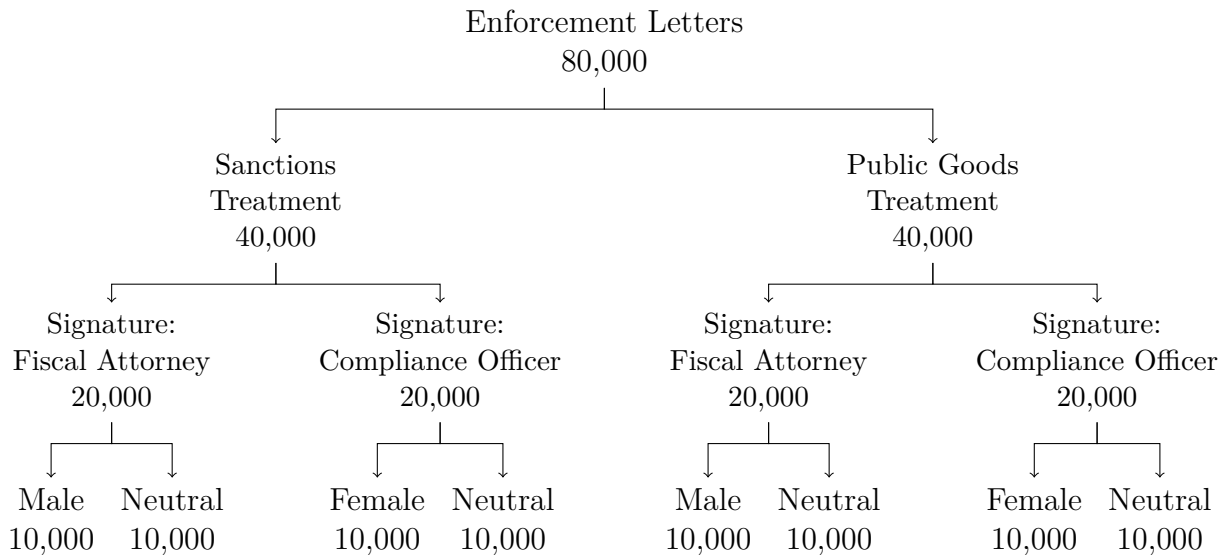 Enforcement Letters
80,000
Sanctions
Treatment
40,000
Public Goods
Treatment
40,000
Signature:
Fiscal Attorney
20,000
Signature:
Compliance Officer
20,000
Signature:
Fiscal Attorney
20,000
Signature:
Compliance Officer
20,000
Male
10,000
Neutral
10,000
Female
10,000
Neutral
10,000
Male
10,000
Neutral
10,000
Female
10,000
Neutral
10,000